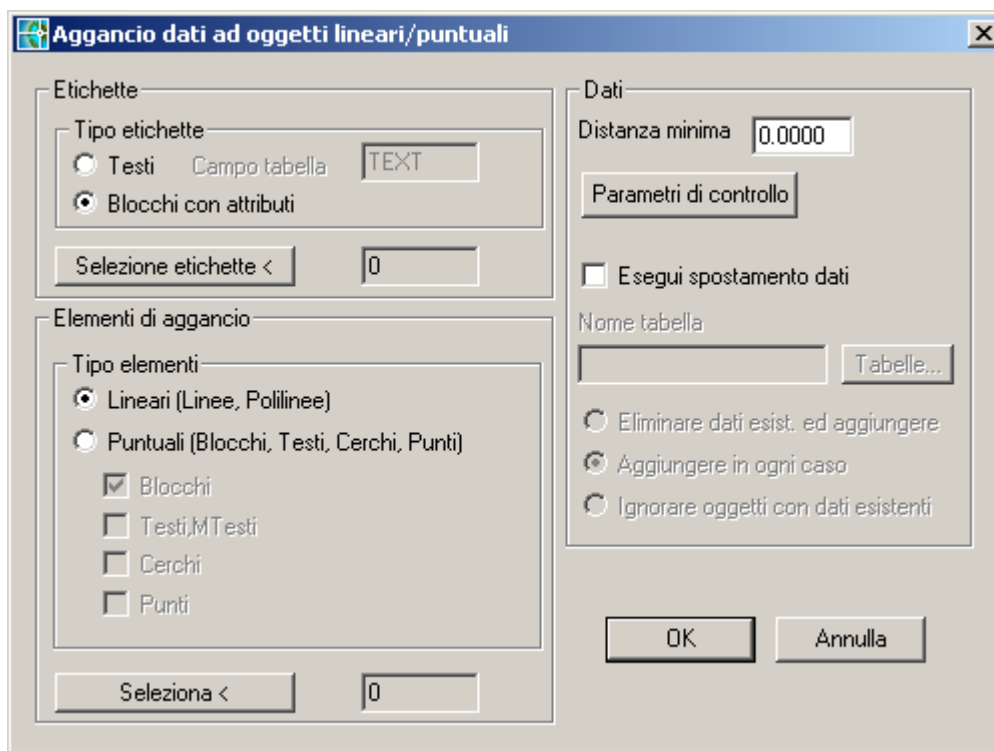 Aggancio dati ad oggetti lineari/puntuali
Etichette
Tipo etichette
Testi Campo tabella TEXT
Blocchi con attributi
Selezione etichette < 0
Elementi di aggancio
Tipo elementi
Lineari (Linee, Polilinee)
Puntuali (Blocchi, Testi, Cerchi, Punti)
Blocchi
Testi,MTesti
Cerchi
Punti
Seleziona < 0
Dati
Distanza minima 0.0000
Parametri di controllo
Esegui spostamento dati
Nome tabella
Tabelle...
Eliminare dati esist. ed aggiungere
Aggiungere in ogni caso
Ignorare oggetti con dati esistenti
OK Annulla